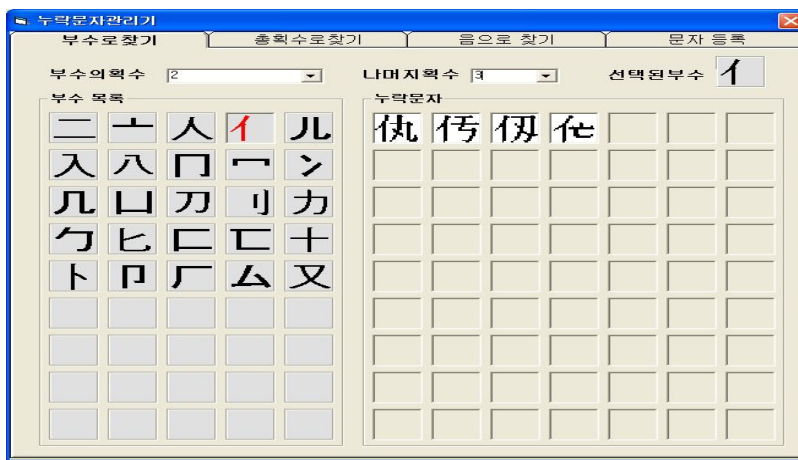 누락문자관리기
부수로찾기 총획수로찾기 음으로 찾기 문자 등록
부수의획수 2 나머지획수 3 선택된부수 亻
부수 목록 누락문자
二 亠 人 亻 儿
入 八 冂 冖 冫
几 凵 刀 刂 力
勹 匕 匚 匸 十
卜 卩 厂 厶 又